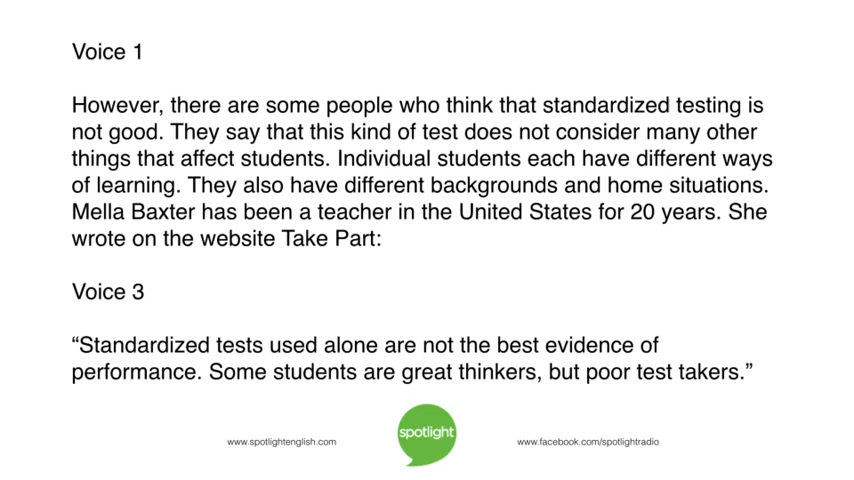 Voice 1
However, there are some people who think that standardized testing is
not good. They say that this kind of test does not consider many other
things that affect students. Individual students each have different ways
of learning. They also have different backgrounds and home situations.
Mella Baxter has been a teacher in the United States for 20 years. She
wrote on the website Take Part:
Voice 3
“Standardized tests used alone are not the best evidence of
performance. Some students are great thinkers, but poor test takers.”
www.spotlightenglish.com
spotlight
www.facebook.com/spotlightradio